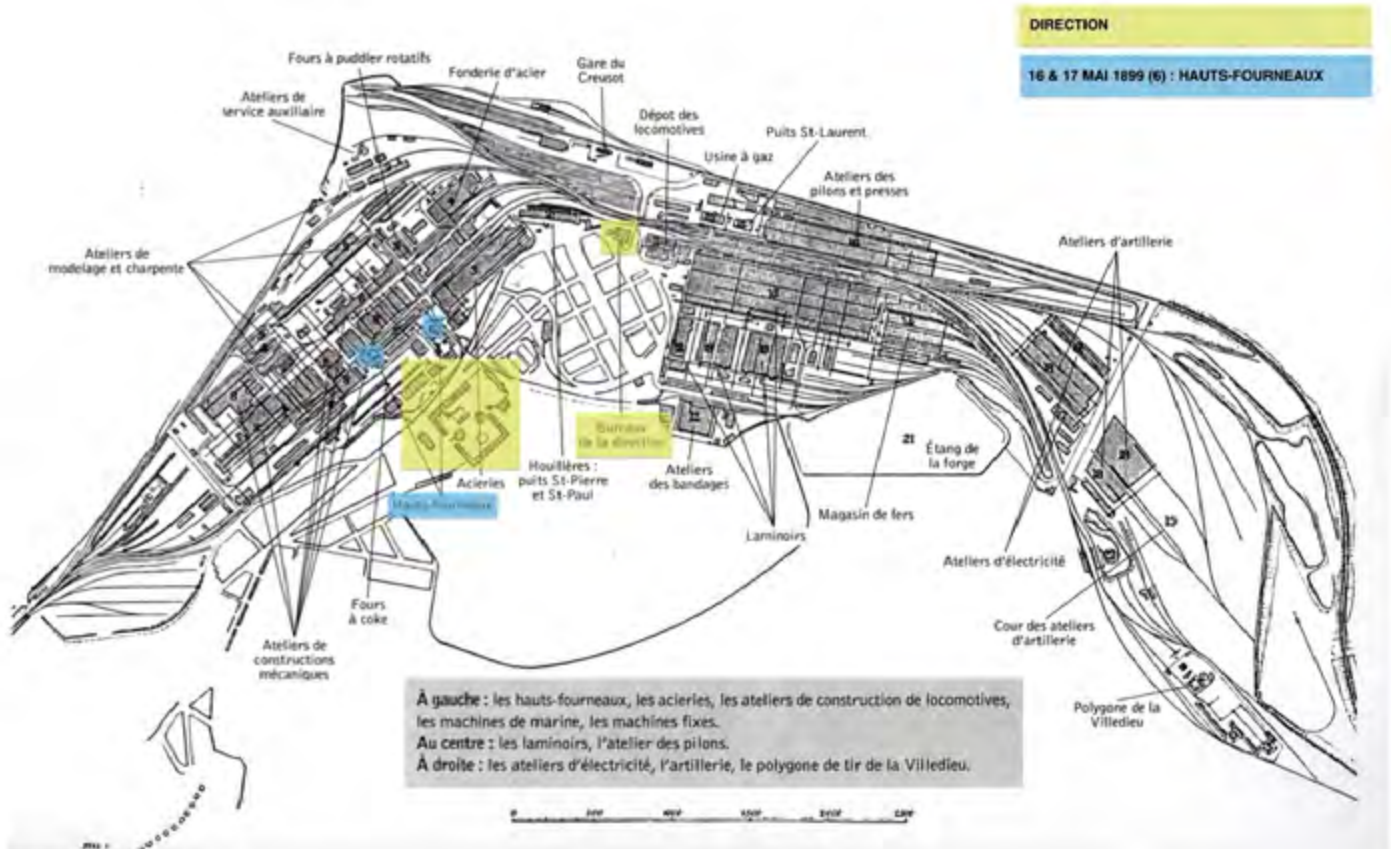 DIRECTION
16 & 17 MAI 1899 (6) : HAUTS-FOURNEAUX
Fours à puddler rotatifs
Fonderie d'acier
Gare du
Creusot
Ateliers de
service auxiliaire
Dépot des
locomotives
Puits St-Laurent
Usine à gaz
Ateliers des
pilons et presses
Ateliers d'artillerie
Ateliers de
modelage et charpente
Bureaux
de la direction
21
Étang de
la forge
Houillères :
puits St-Pierre
et St-Paul
Acieries
Ateliers
des bandages
Hauts-fourneaux
Magasin de fers
Laminoirs
Ateliers d'électricité
Fours
à coke
Cour des ateliers
d'artillerie
Ateliers de
constructions
mécaniques
Polygone de la
Villedieu
À gauche : les hauts-fourneaux, les acieries, les ateliers de construction de locomotives,
les machines de marine, les machines fixes.
Au centre : les laminoirs, l'atelier des pilons.
À droite : les ateliers d'électricité, l'artillerie, le polygone de tir de la Villedieu.